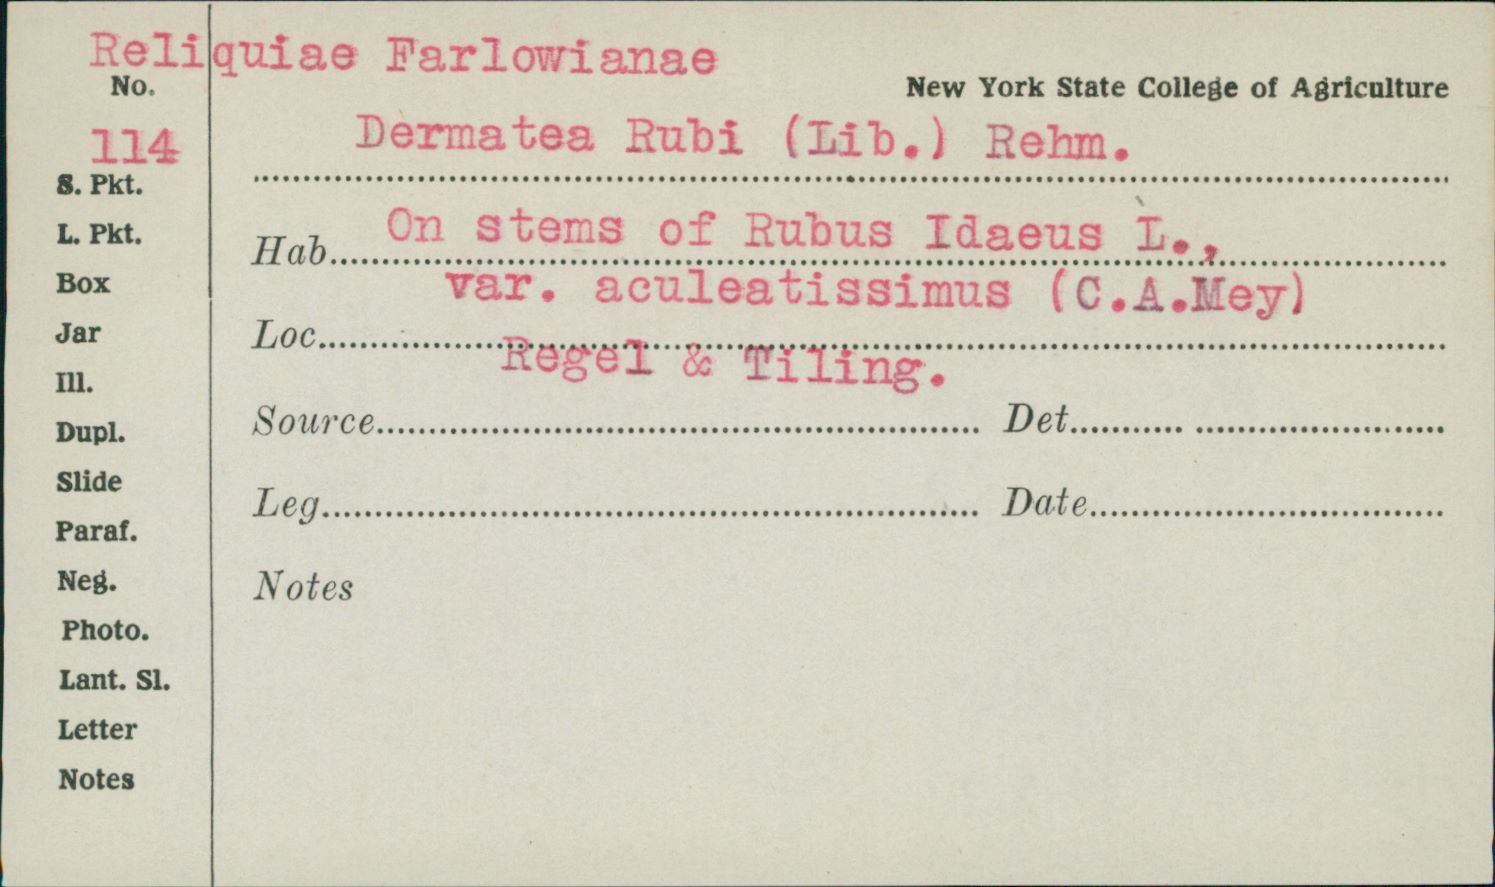 Reliquiae Farlowianae
No.
New York State College of Agriculture
114
Dermatea Rubi (Lib.) Rehm.
S. Pkt.
L. Pkt.
Hab. On stems of Rubus Idaeus L.,
Box
var. aculeatissimus (C.A.Mey)
Jar
Loc.
Regel & Tiling.
Ill.
Dupl.
Source Det.
Slide
Leg. Date
Paraf.
Neg.
Notes
Photo.
Lant. Sl.
Letter
Notes